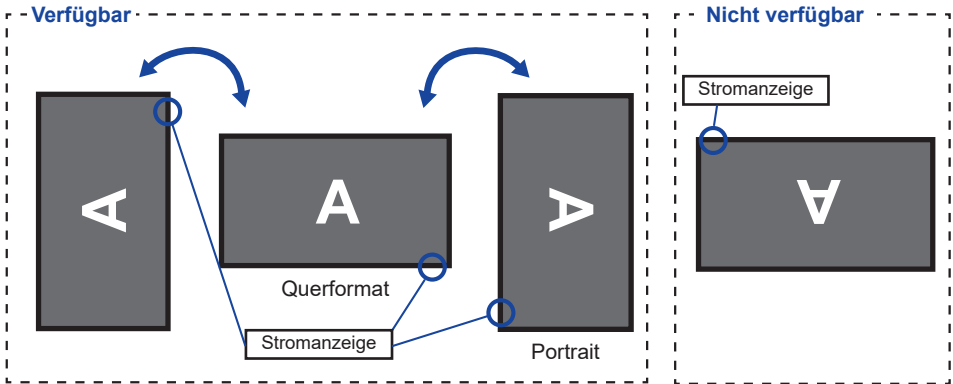 Verfügbar
Nicht verfügbar
Stromanzeige
A
A
A
A
Querformat
Stromanzeige
Portrait